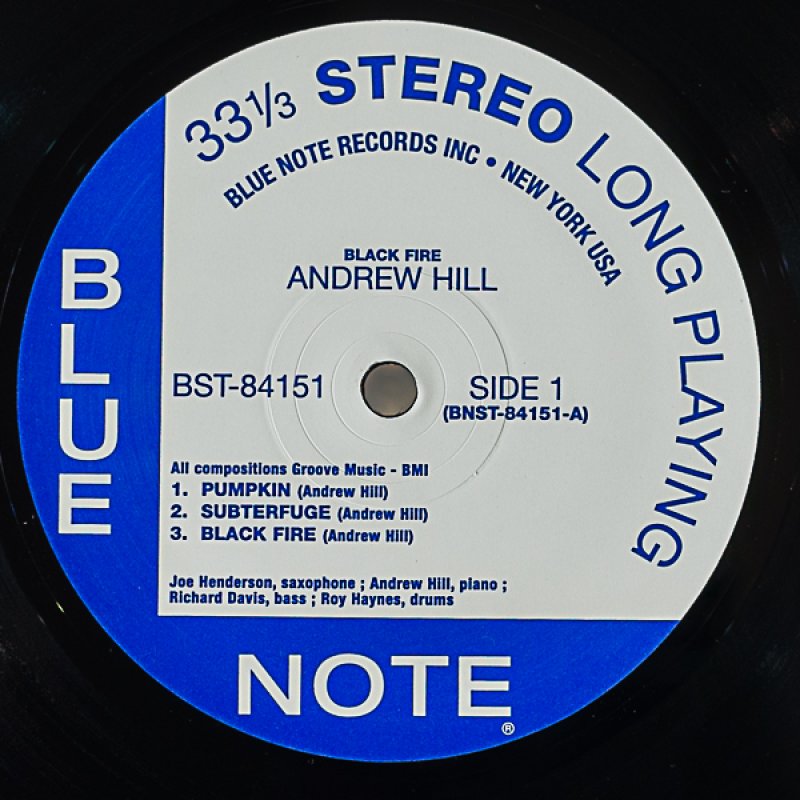 33⅓ STEREO LONG PLAYING
BLUE NOTE RECORDS INC • NEW YORK USA
BLACK FIRE
ANDREW HILL
BST-84151
SIDE 1
(BNST-84151-A)
All compositions Groove Music - BMI
1. PUMPKIN (Andrew Hill)
2. SUBTERFUGE (Andrew Hill)
3. BLACK FIRE (Andrew Hill)
Joe Henderson, saxophone ; Andrew Hill, piano ;
Richard Davis, bass ; Roy Haynes, drums
BLUE
NOTE®